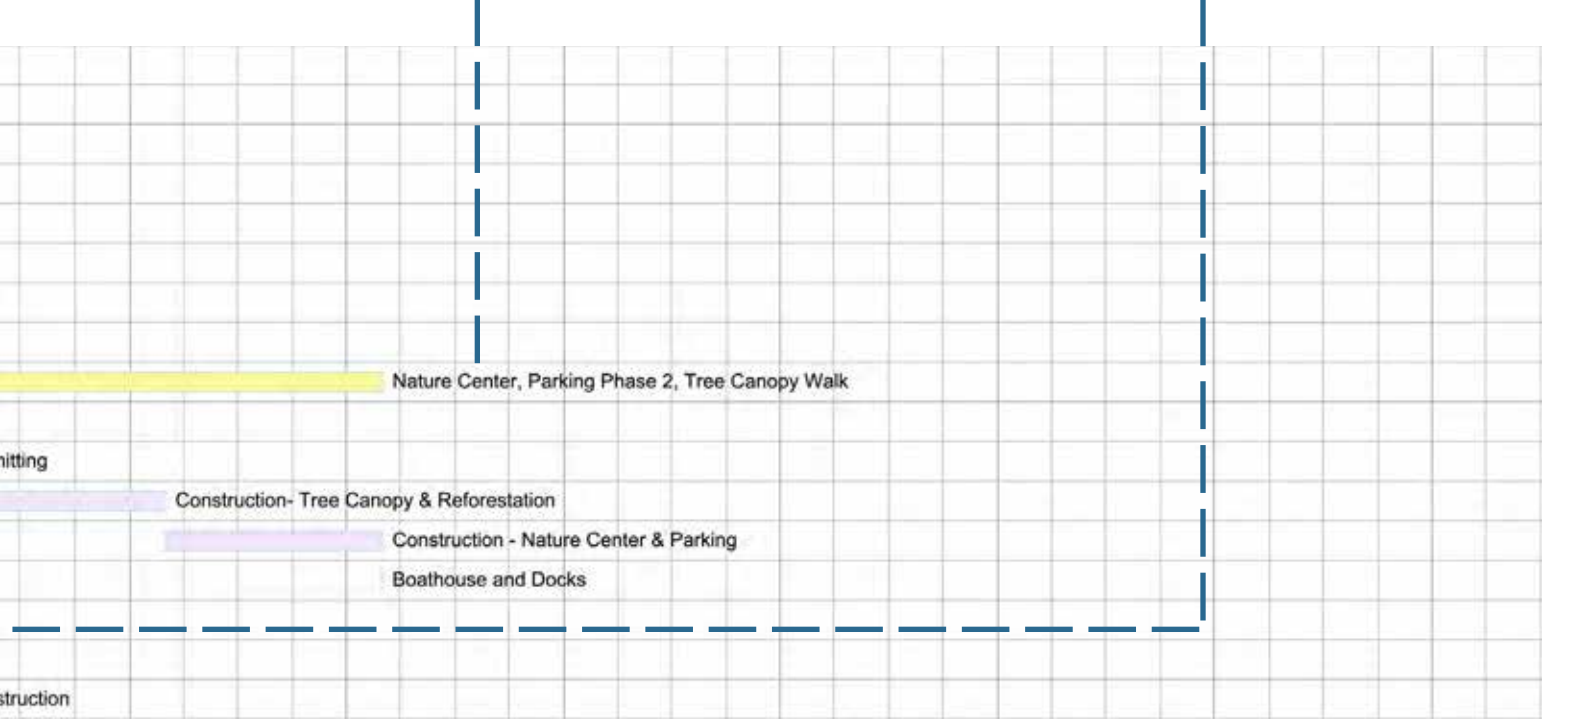 Nature Center, Parking Phase 2, Tree Canopy Walk
nitting
Construction- Tree Canopy & Reforestation
Construction - Nature Center & Parking
Boathouse and Docks
struction